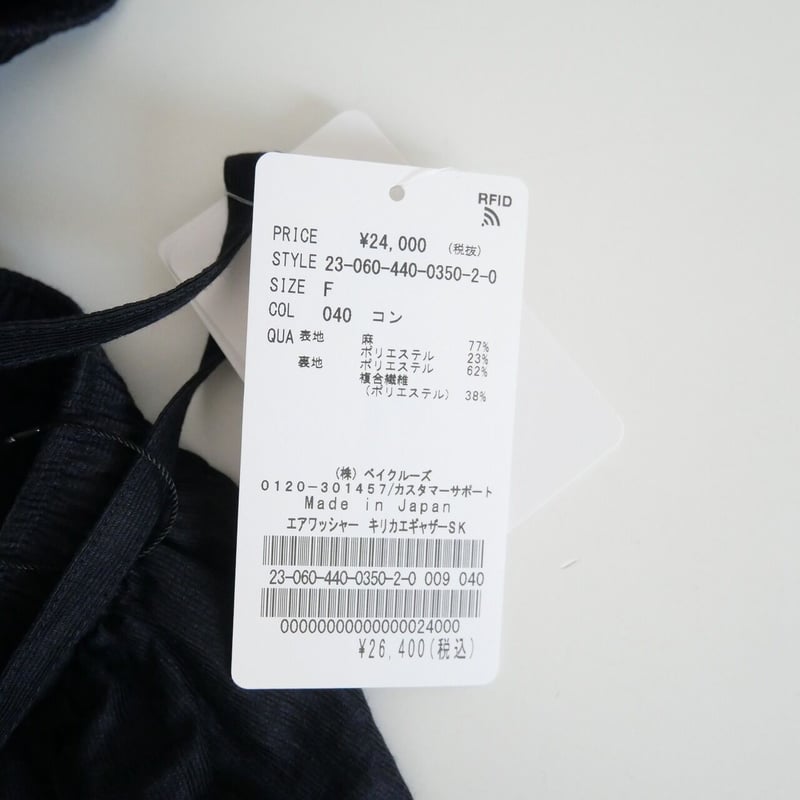 RFID
PRICE ¥24,000 (税抜)
STYLE 23-060-440-0350-2-0
SIZE F
COL 040 コン
QUA 表地 麻 77%
ポリエステル 23%
裏地 ポリエステル 62%
複合繊維
(ポリエステル) 38%
(株) ベイクルーズ
0120-301457/カスタマーサポート
Made in Japan
エアワッシャー キリカエギャザーSK
23-060-440-0350-2-0 009 040
00000000000000024000
¥26,400(税込)